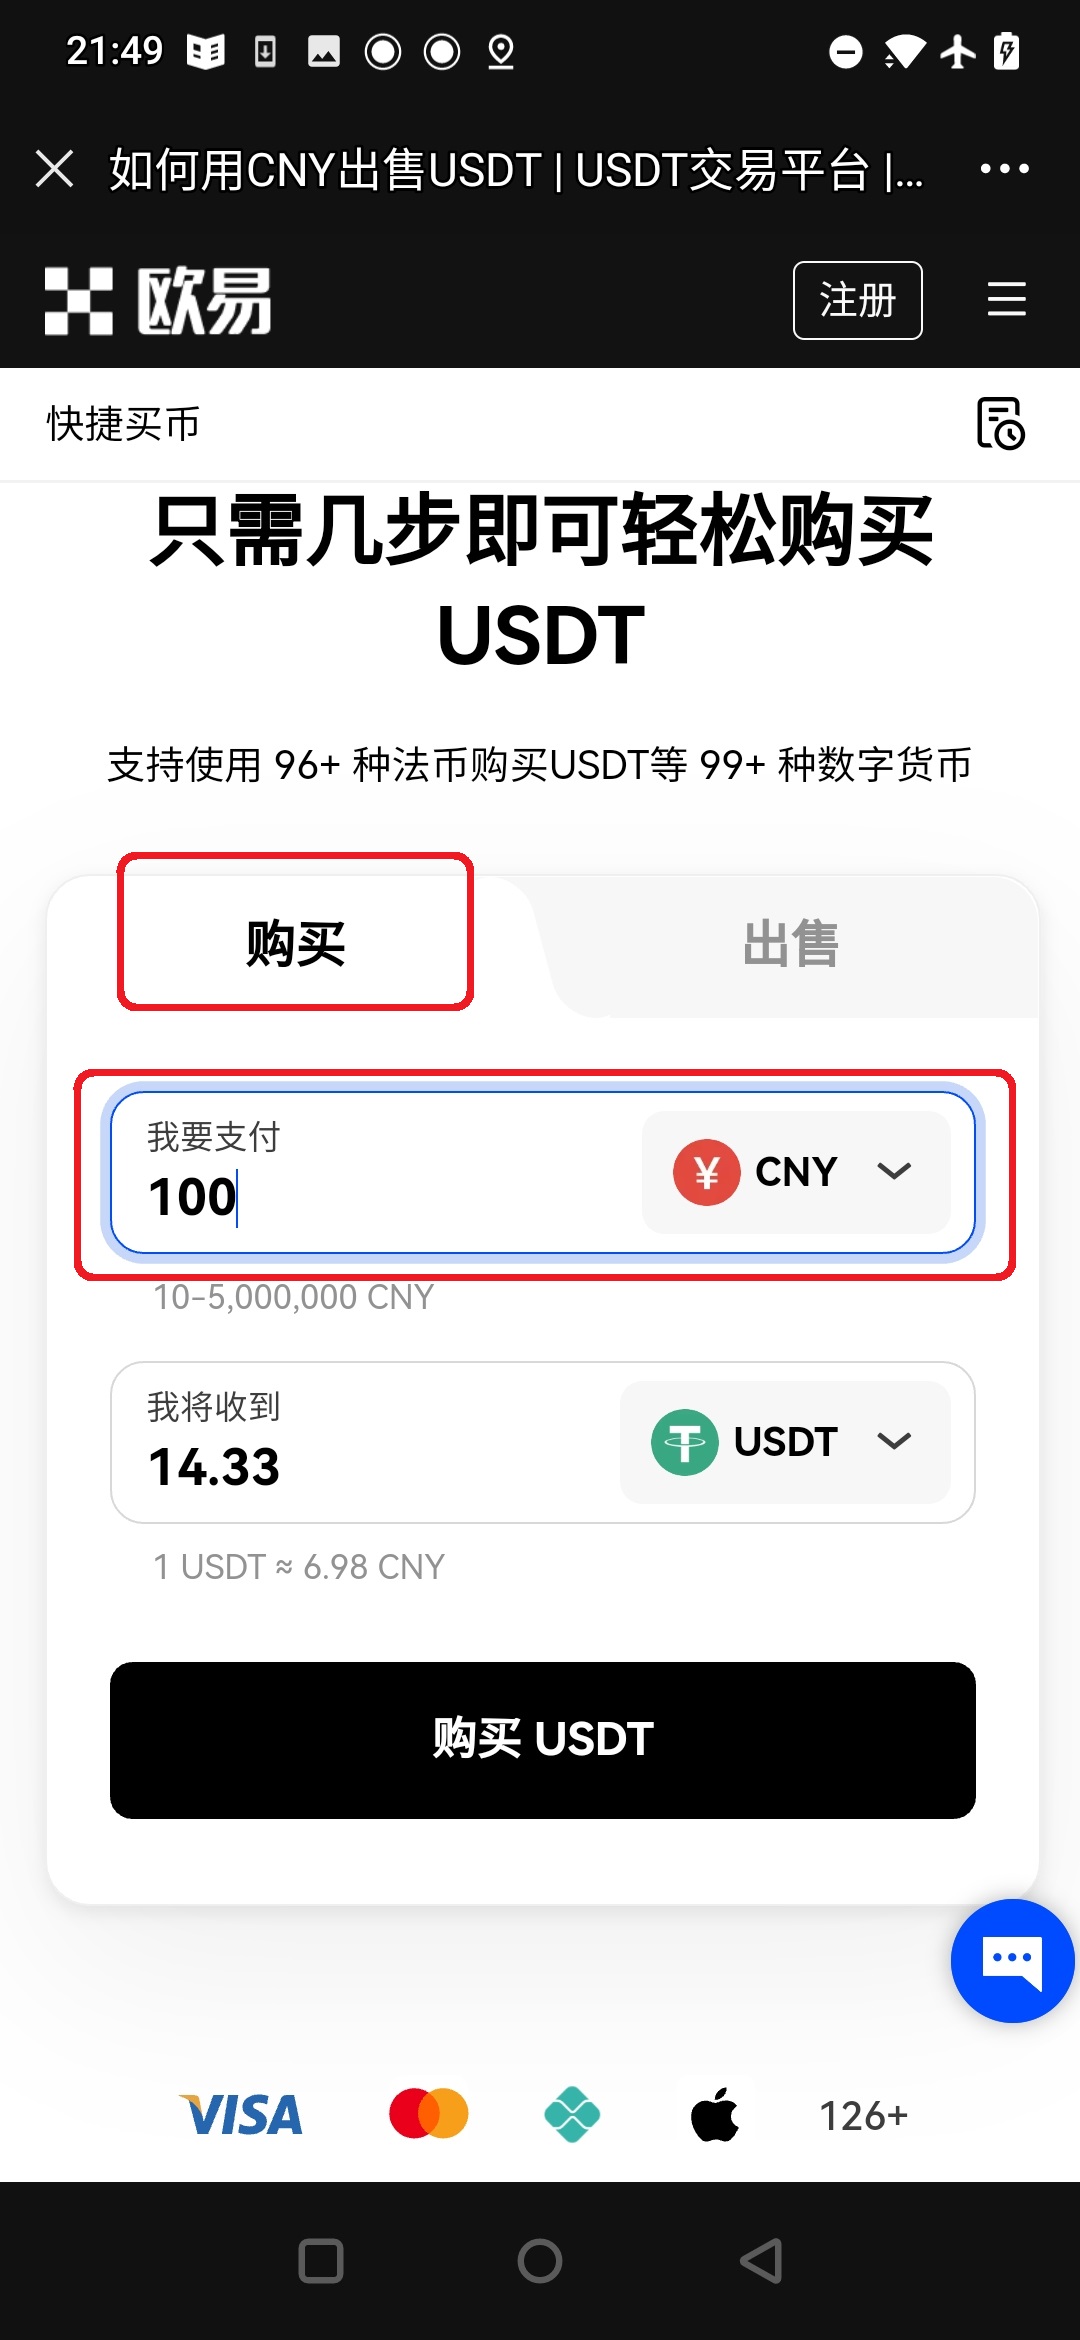 21:49
如何用CNY出售USDT | USDT交易平台 |...
欧易
注册
快捷买币
只需几步即可轻松购买
USDT
支持使用 96+ 种法币购买USDT等 99+ 种数字货币
购买
出售
我要支付
100
¥ CNY
10-5,000,000 CNY
我将收到
14.33
USDT
1 USDT ≈ 6.98 CNY
购买 USDT
VISA
126+